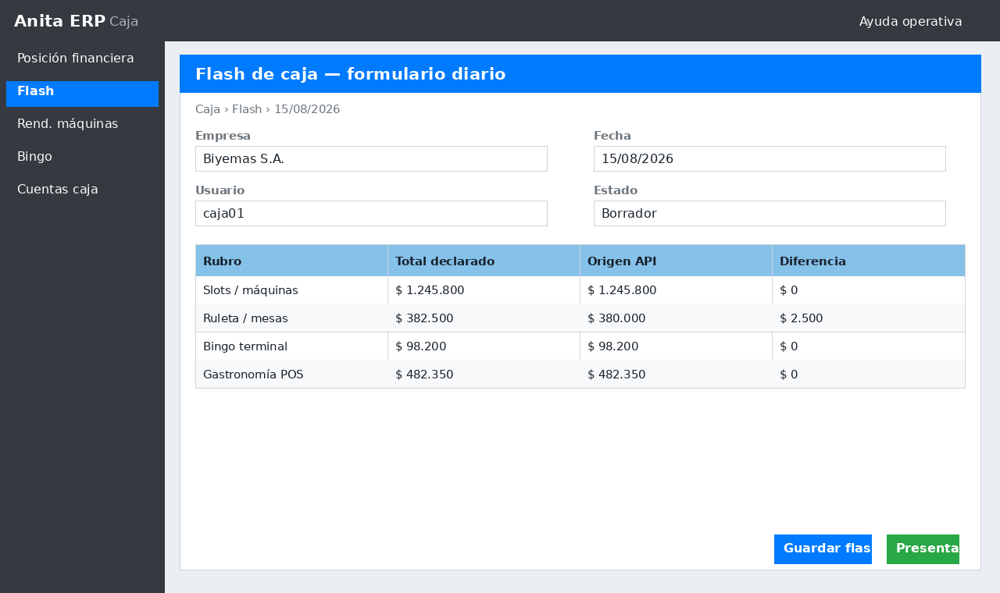 Anita ERP Caja
Ayuda operativa
Posición financiera
Flash
Rend. máquinas
Bingo
Cuentas caja
Flash de caja — formulario diario
Caja › Flash › 15/08/2026
Empresa
Biyemas S.A.
Fecha
15/08/2026
Usuario
caja01
Estado
Borrador
Rubro Total declarado Origen API Diferencia
Slots / máquinas $ 1.245.800 $ 1.245.800 $ 0
Ruleta / mesas $ 382.500 $ 380.000 $ 2.500
Bingo terminal $ 98.200 $ 98.200 $ 0
Gastronomía POS $ 482.350 $ 482.350 $ 0
Guardar flas
Presenta